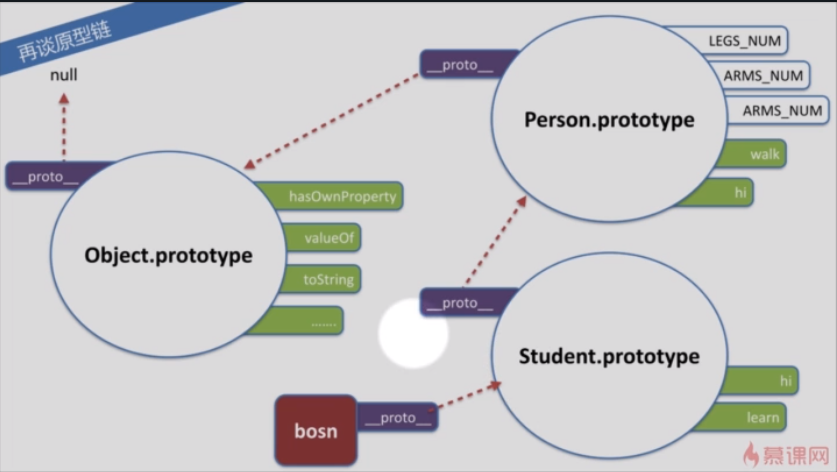 再谈原型链
null
__proto__
Object.prototype
hasOwnProperty
valueOf
toString
.......
__proto__
Person.prototype
LEGS_NUM
ARMS_NUM
ARMS_NUM
walk
hi
__proto__
Student.prototype
hi
learn
bosn
__proto__
慕课网